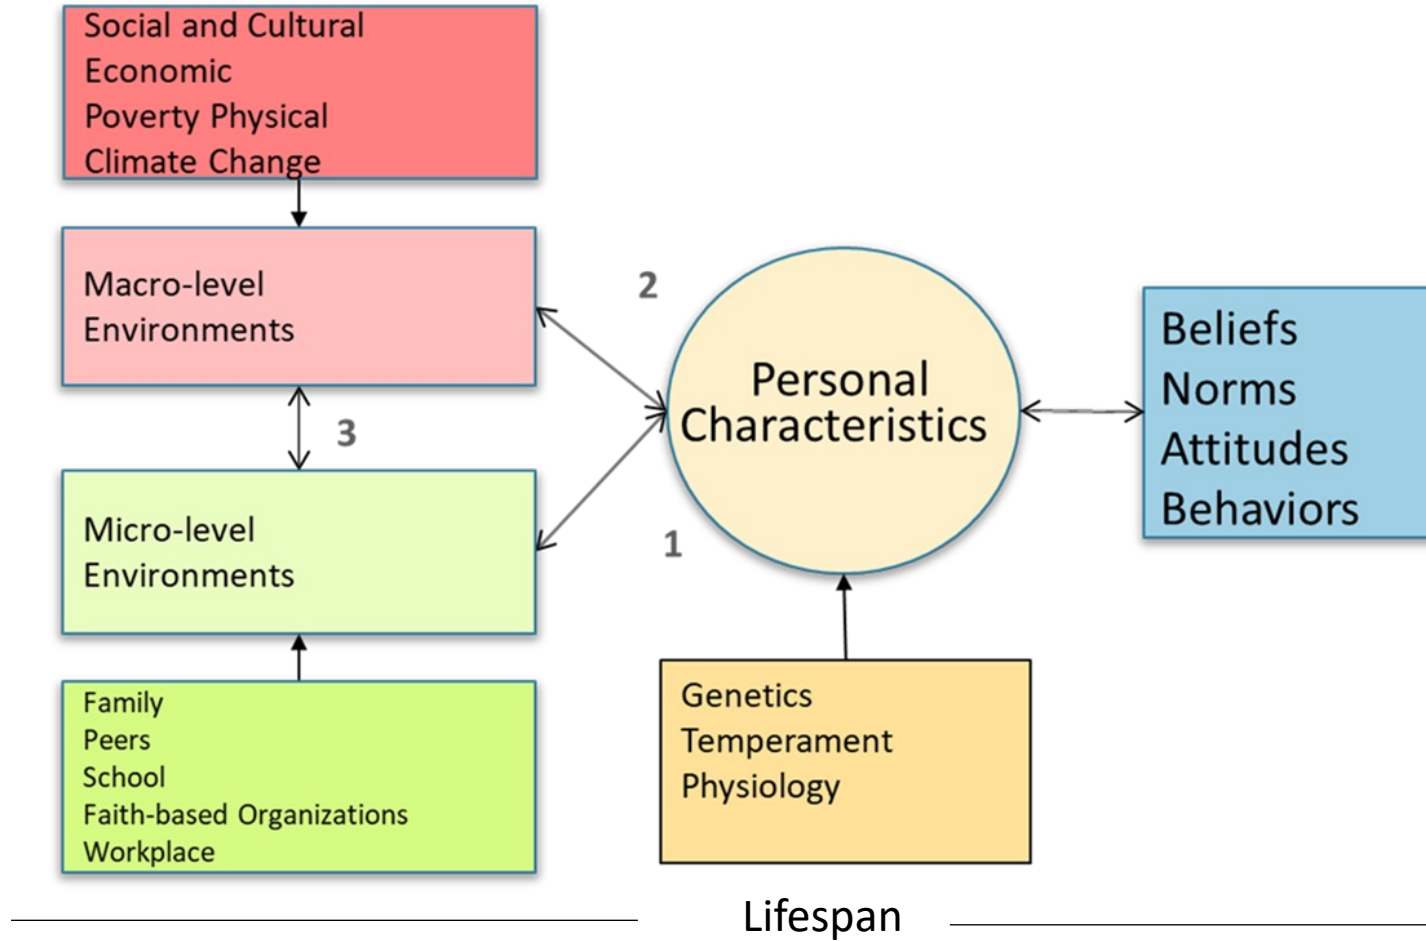 Social and Cultural
Economic
Poverty Physical
Climate Change
Macro-level
Environments
2
3
Micro-level
Environments
1
Family
Peers
School
Faith-based Organizations
Workplace
Personal
Characteristics
Genetics
Temperament
Physiology
Beliefs
Norms
Attitudes
Behaviors
Lifespan